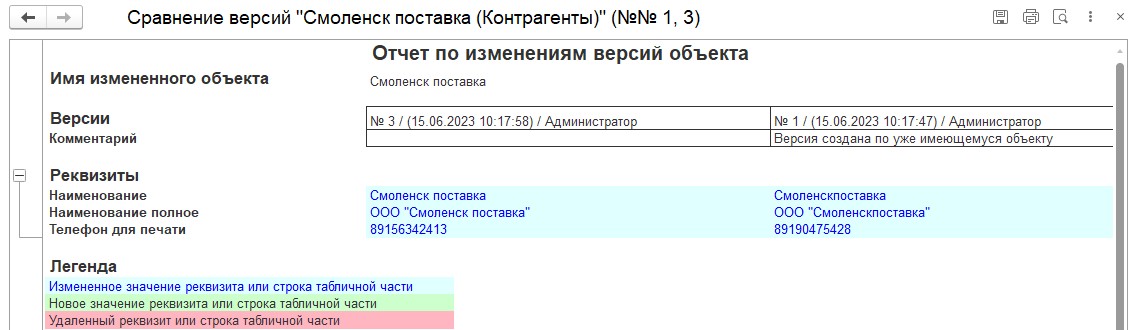 Сравнение версий "Смоленск поставка (Контрагенты)" (№№ 1, 3)
Отчет по изменениям версий объекта
Имя измененного объекта Смоленск поставка
Версии № 3 / (15.06.2023 10:17:58) / Администратор № 1 / (15.06.2023 10:17:47) / Администратор
Комментарий Версия создана по уже имеющемуся объекту
Реквизиты
Наименование Смоленск поставка Смоленскпоставка
Наименование полное ООО "Смоленск поставка" ООО "Смоленскпоставка"
Телефон для печати 89156342413 89190475428
Легенда
Измененное значение реквизита или строка табличной части
Новое значение реквизита или строка табличной части
Удаленный реквизит или строка табличной части